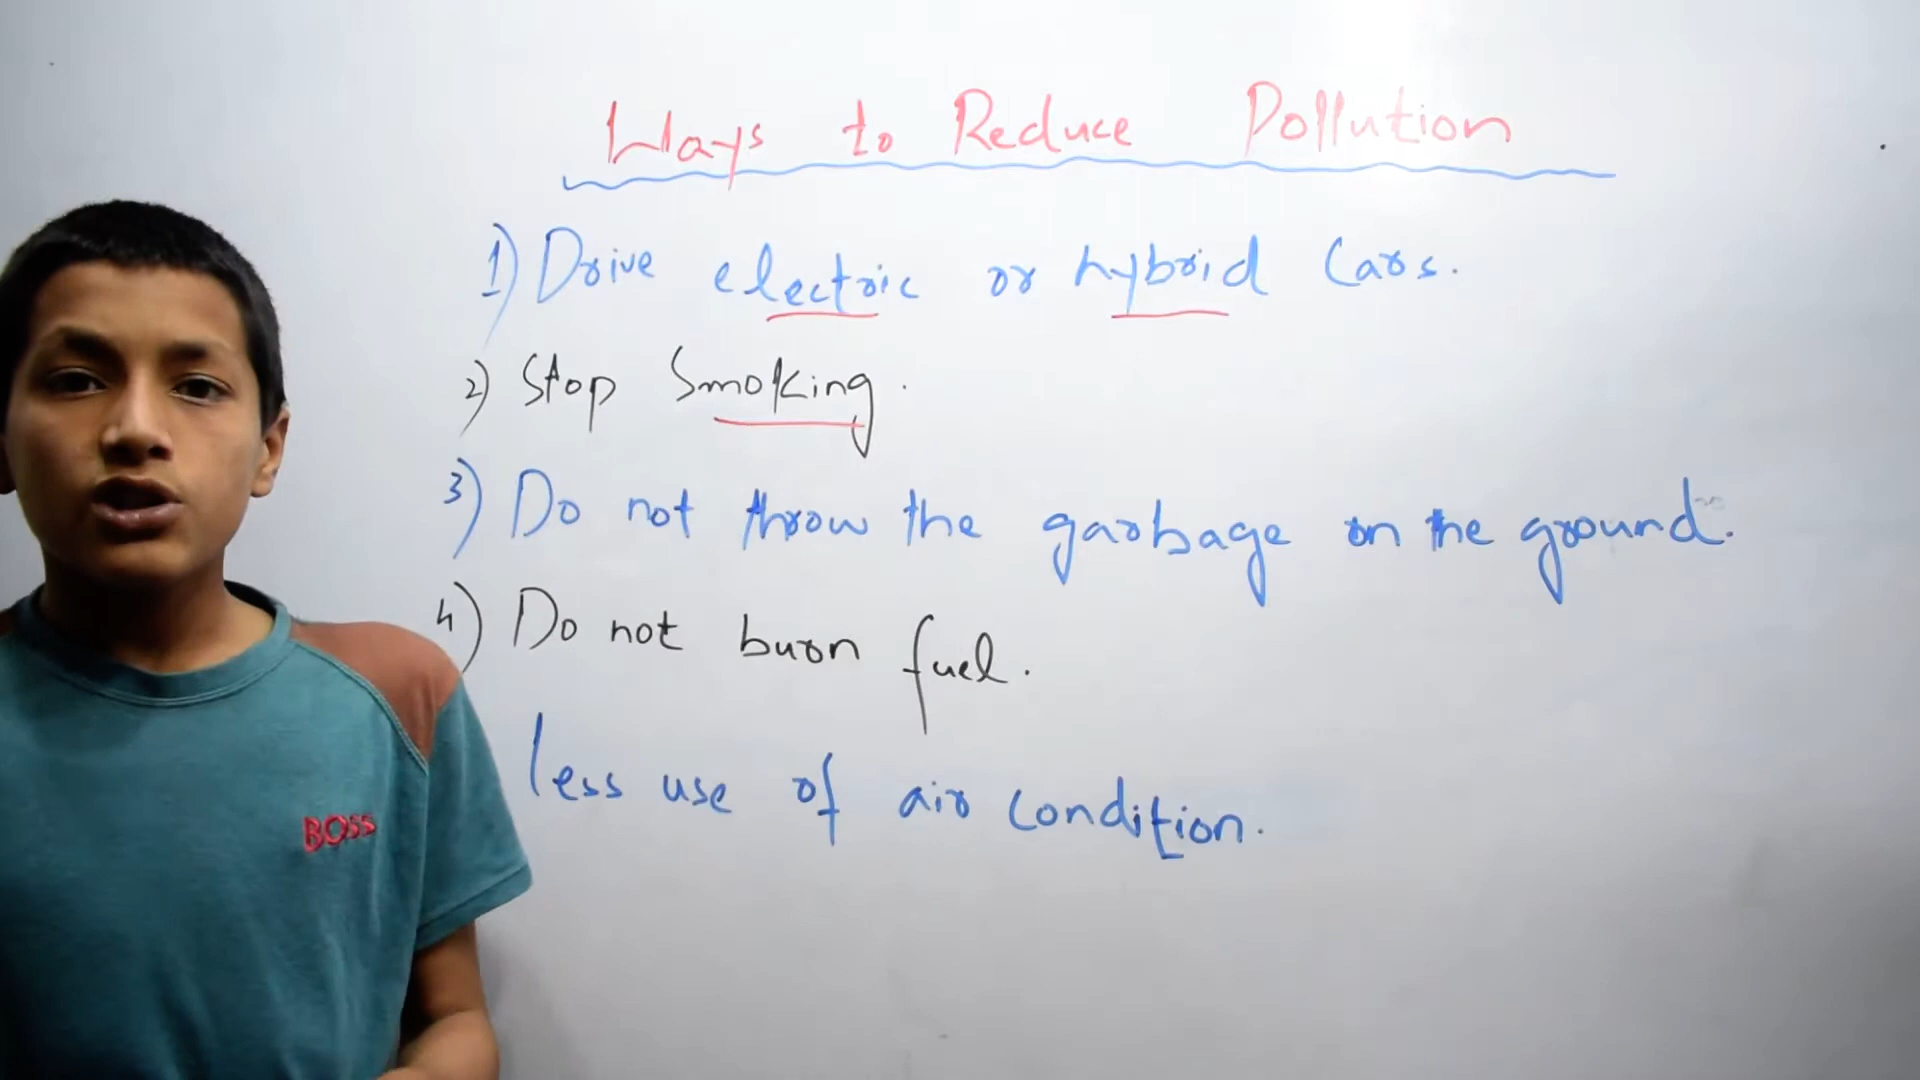 Ways to Reduce Pollution
1) Drive electric or hybrid Cars.
2) Stop Smoking.
3) Do not throw the garbage on the ground.
4) Do not burn fuel.
less use of air condition.
BOSS